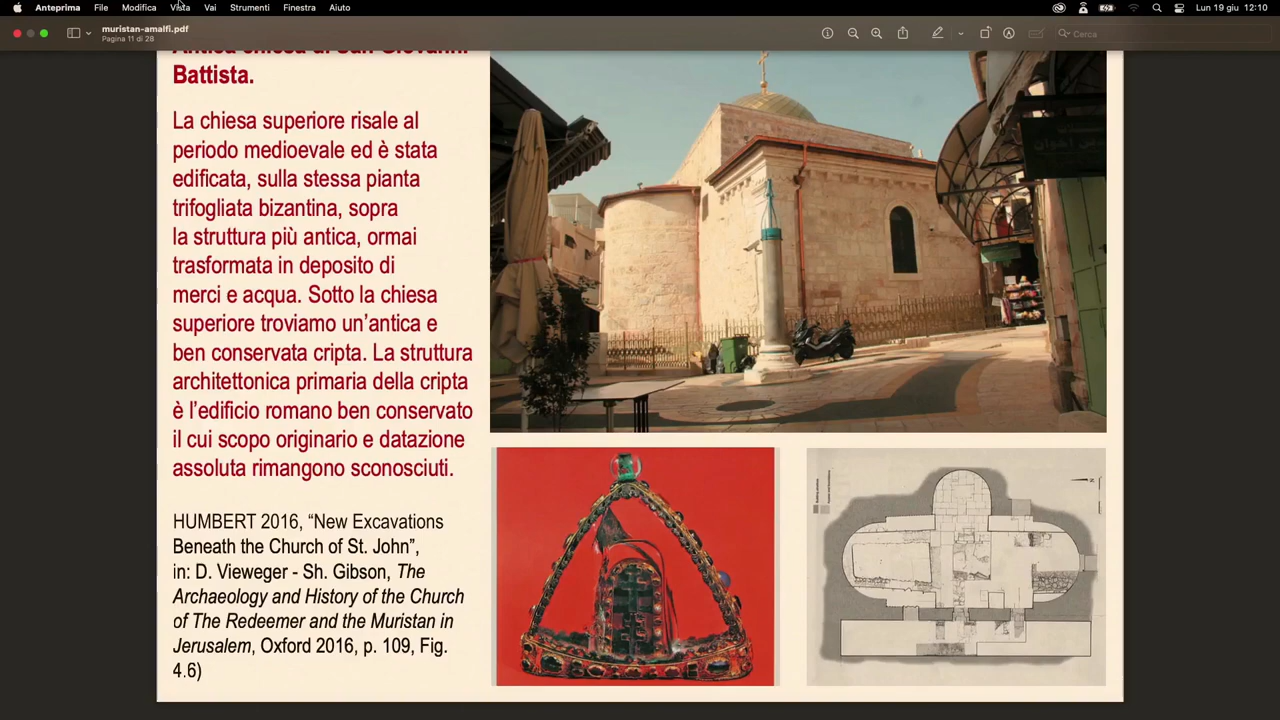 Anteprima File Modifica Vista Vai Strumenti Finestra Aiuto
Lun 19 giu 12:10
muristan-amalfi.pdf
Pagina 11 di 28
Cerca
Antica chiesa di San Giovanni
Battista.
La chiesa superiore risale al
periodo medioevale ed è stata
edificata, sulla stessa pianta
trifogliata bizantina, sopra
la struttura più antica, ormai
trasformata in deposito di
merci e acqua. Sotto la chiesa
superiore troviamo un’antica e
ben conservata cripta. La struttura
architettonica primaria della cripta
è l’edificio romano ben conservato
il cui scopo originario e datazione
assoluta rimangono sconosciuti.
HUMBERT 2016, “New Excavations
Beneath the Church of St. John”,
in: D. Vieweger - Sh. Gibson, The
Archaeology and History of the Church
of The Redeemer and the Muristan in
Jerusalem, Oxford 2016, p. 109, Fig.
4.6)